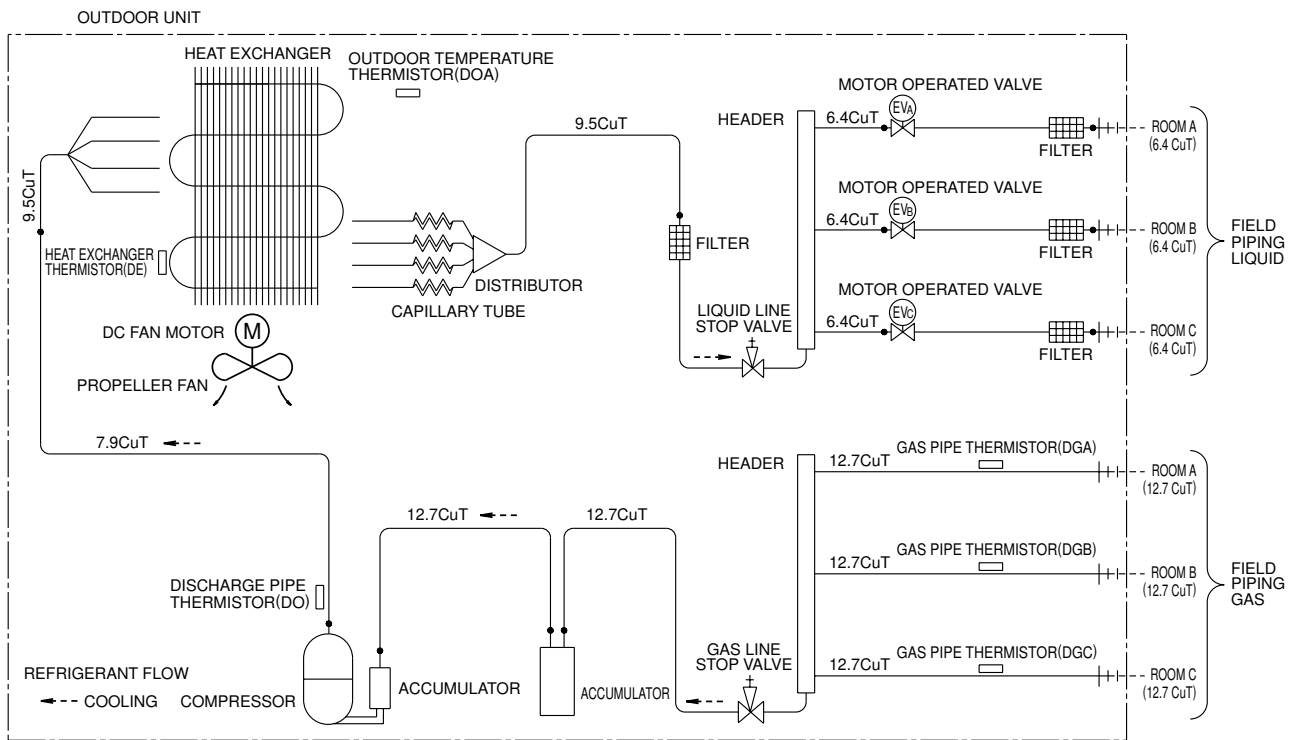 OUTDOOR UNIT
HEAT EXCHANGER
OUTDOOR TEMPERATURE
THERMISTOR(DOA)
9.5CuT
9.5CuT
HEAT EXCHANGER
THERMISTOR(DE)
DC FAN MOTOR
M
PROPELLER FAN
CAPILLARY TUBE
DISTRIBUTOR
FILTER
LIQUID LINE
STOP VALVE
HEADER
MOTOR OPERATED VALVE
6.4CuT
EVA
FILTER
ROOM A
(6.4 CuT)
MOTOR OPERATED VALVE
6.4CuT
EVB
FILTER
ROOM B
(6.4 CuT)
MOTOR OPERATED VALVE
6.4CuT
EVC
FILTER
ROOM C
(6.4 CuT)
FIELD
PIPING
LIQUID
7.9CuT
12.7CuT
12.7CuT
DISCHARGE PIPE
THERMISTOR(DO)
REFRIGERANT FLOW
COOLING
COMPRESSOR
ACCUMULATOR
ACCUMULATOR
GAS LINE
STOP VALVE
HEADER
12.7CuT
GAS PIPE THERMISTOR(DGA)
ROOM A
(12.7 CuT)
12.7CuT
GAS PIPE THERMISTOR(DGB)
ROOM B
(12.7 CuT)
12.7CuT
GAS PIPE THERMISTOR(DGC)
ROOM C
(12.7 CuT)
FIELD
PIPING
GAS